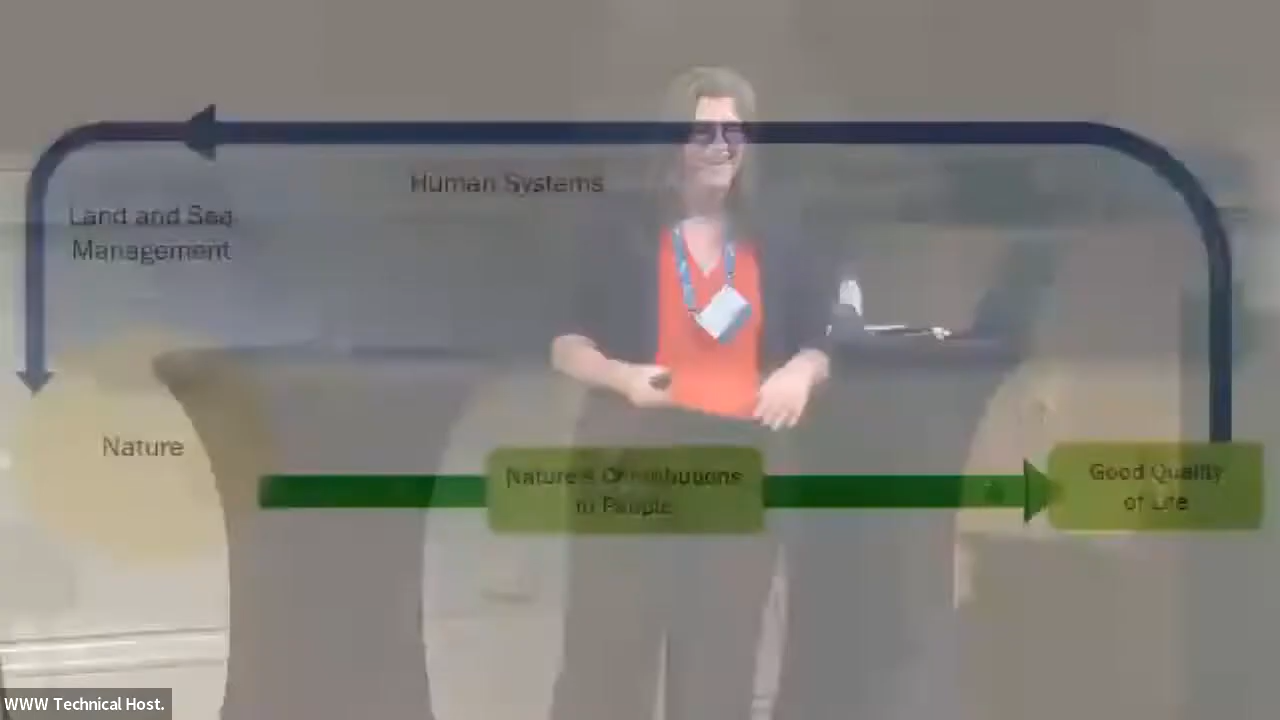 Human Systems
Land and Sea
Management
Nature
Nature's Contributions
to People
Good Quality
of Life
WWW Technical Host.